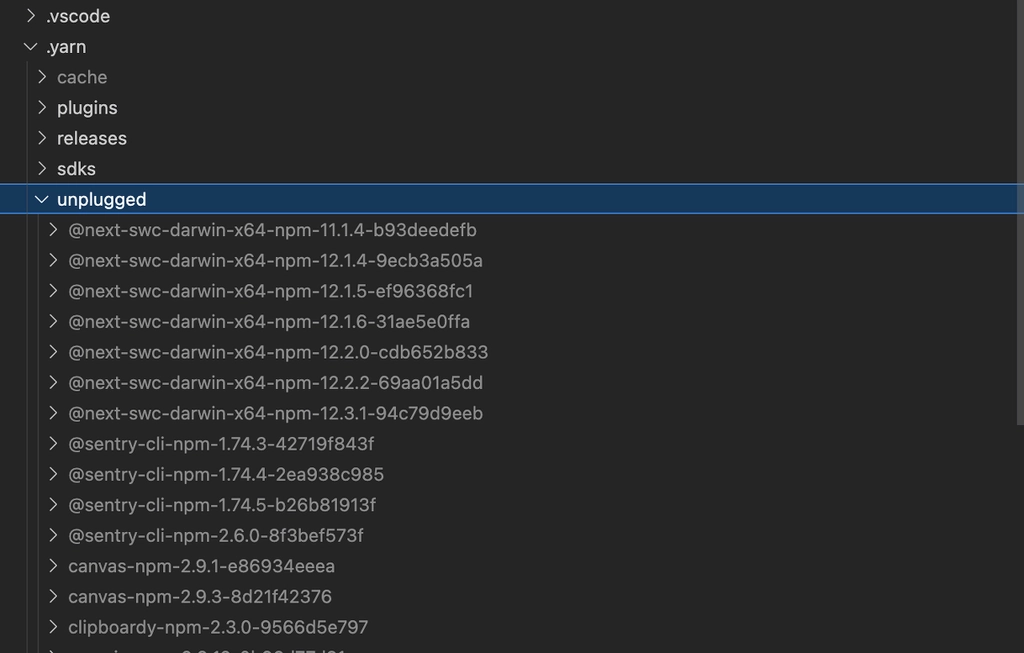 .vscode
.yarn
cache
plugins
releases
sdks
unplugged
@next-swc-darwin-x64-npm-11.1.4-b93deedefb
@next-swc-darwin-x64-npm-12.1.4-9ecb3a505a
@next-swc-darwin-x64-npm-12.1.5-ef96368fc1
@next-swc-darwin-x64-npm-12.1.6-31ae5e0ffa
@next-swc-darwin-x64-npm-12.2.0-cdb652b833
@next-swc-darwin-x64-npm-12.2.2-69aa01a5dd
@next-swc-darwin-x64-npm-12.3.1-94c79d9eeb
@sentry-cli-npm-1.74.3-42719f843f
@sentry-cli-npm-1.74.4-2ea938c985
@sentry-cli-npm-1.74.5-b26b81913f
@sentry-cli-npm-2.6.0-8f3bef573f
canvas-npm-2.9.1-e86934eeea
canvas-npm-2.9.3-8d21f42376
clipboardy-npm-2.3.0-9566d5e797